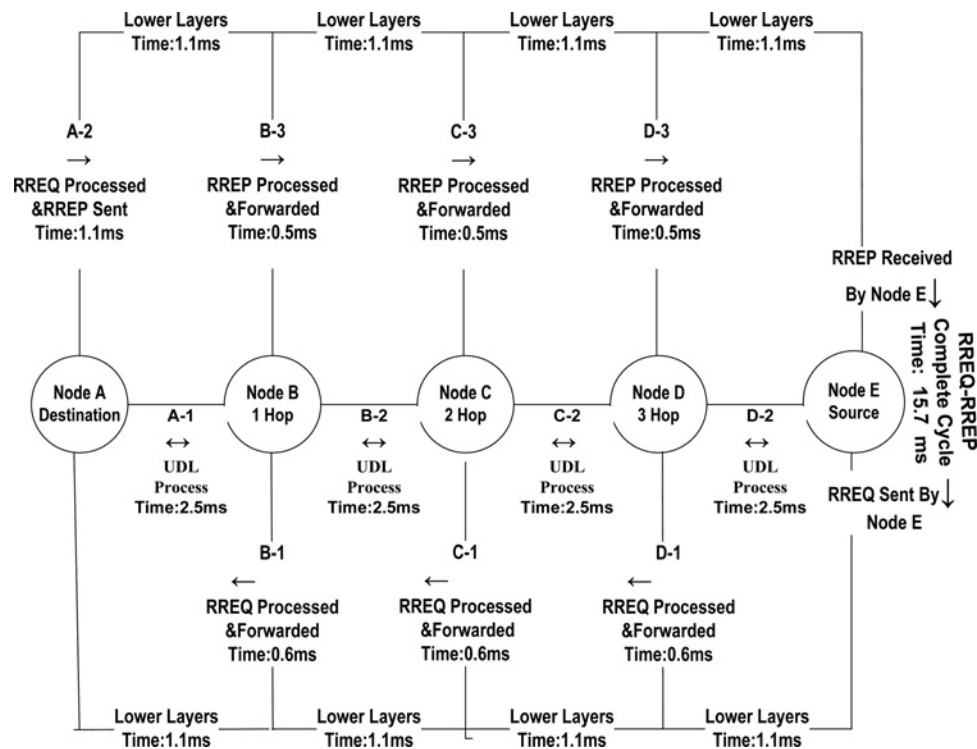 Lower Layers
Time:1.1ms
Lower Layers
Time:1.1ms
Lower Layers
Time:1.1ms
Lower Layers
Time:1.1ms
A-2
→
RREQ Processed
&RREP Sent
Time:1.1ms
B-3
→
RREP Processed
&Forwarded
Time:0.5ms
C-3
→
RREP Processed
&Forwarded
Time:0.5ms
D-3
→
RREP Processed
&Forwarded
Time:0.5ms
RREP Received
By Node E↓
RREQ-RREP
Complete Cycle
Time: 15.7 ms
Node A
Destination
A-1
↔
UDL
Process
Time:2.5ms
Node B
1 Hop
B-2
↔
UDL
Process
Time:2.5ms
Node C
2 Hop
C-2
↔
UDL
Process
Time:2.5ms
Node D
3 Hop
D-2
↔
UDL
Process
Time:2.5ms
Node E
Source
RREQ Sent By↓
Node E
B-1
←
RREQ Processed
&Forwarded
Time:0.6ms
C-1
←
RREQ Processed
&Forwarded
Time:0.6ms
D-1
←
RREQ Processed
&Forwarded
Time:0.6ms
Lower Layers
Time:1.1ms
Lower Layers
Time:1.1ms
Lower Layers
Time:1.1ms
Lower Layers
Time:1.1ms